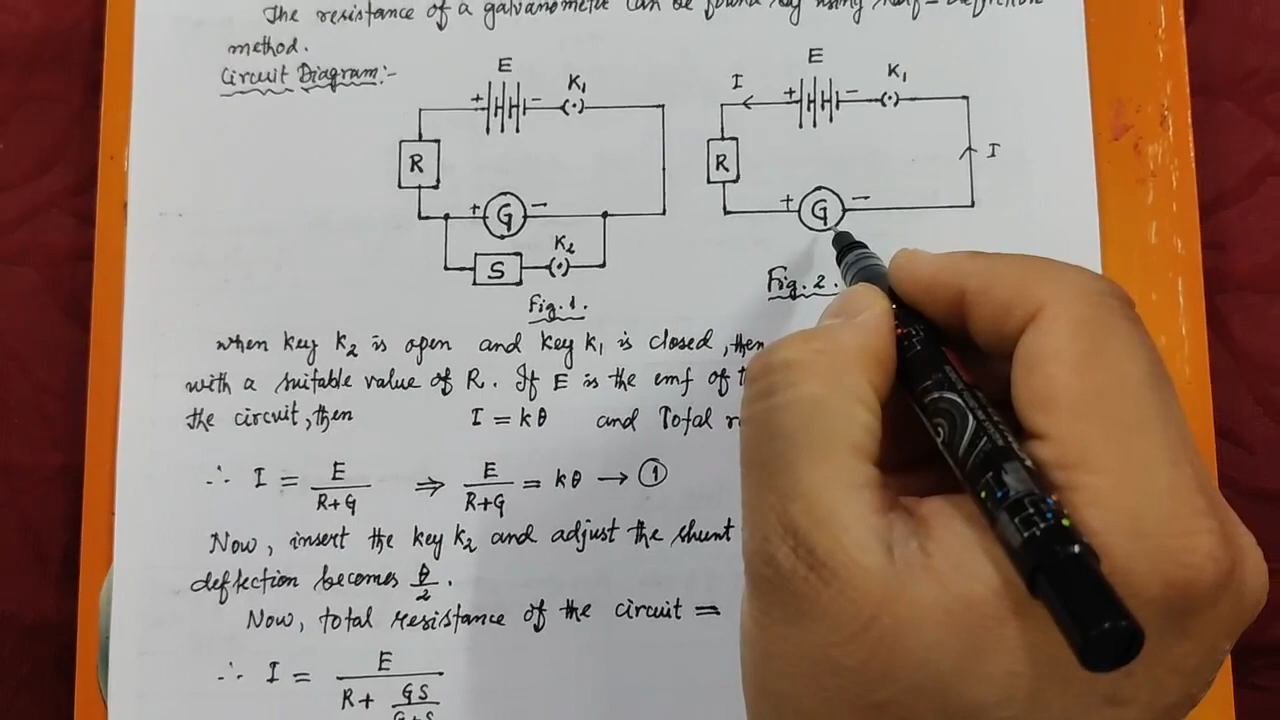 The resistance of a galvanometer can be found by using half-deflection
method.
Circuit Diagram:-
E
+ -
K₁
R
+ G -
K₂
S
Fig.1.
E
I
+ -
K₁
R
I
+ G -
Fig.2.
when key K₂ is open and key K₁ is closed, then
with a suitable value of R. If E is the emf of
the circuit, then I = kθ and Total
∴ I = E/(R+G) ⇒ E/(R+G) = kθ → ①
Now, insert the key K₂ and adjust the shunt
deflection becomes θ/2.
Now, total resistance of the circuit =
∴ I = E/(R + GS/(G+S))